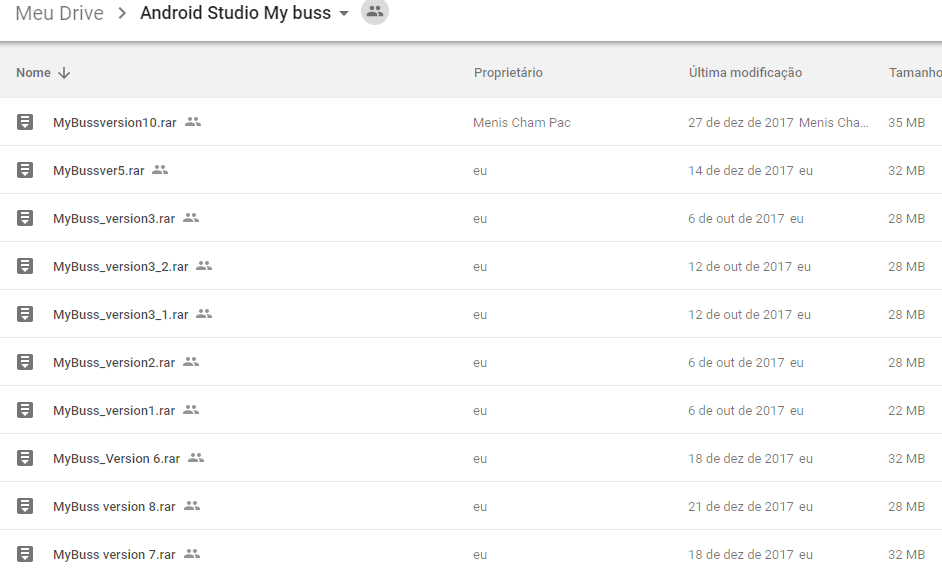 Meu Drive > Android Studio My buss
Nome Proprietário Última modificação Tamanho
MyBussversion10.rar Menis Cham Pac 27 de dez de 2017 Menis Cha... 35 MB
MyBussver5.rar eu 14 de dez de 2017 eu 32 MB
MyBuss_version3.rar eu 6 de out de 2017 eu 28 MB
MyBuss_version3_2.rar eu 12 de out de 2017 eu 28 MB
MyBuss_version3_1.rar eu 12 de out de 2017 eu 28 MB
MyBuss_version2.rar eu 6 de out de 2017 eu 28 MB
MyBuss_version1.rar eu 6 de out de 2017 eu 22 MB
MyBuss_Version 6.rar eu 18 de dez de 2017 eu 32 MB
MyBuss version 8.rar eu 21 de dez de 2017 eu 28 MB
MyBuss version 7.rar eu 18 de dez de 2017 eu 32 MB